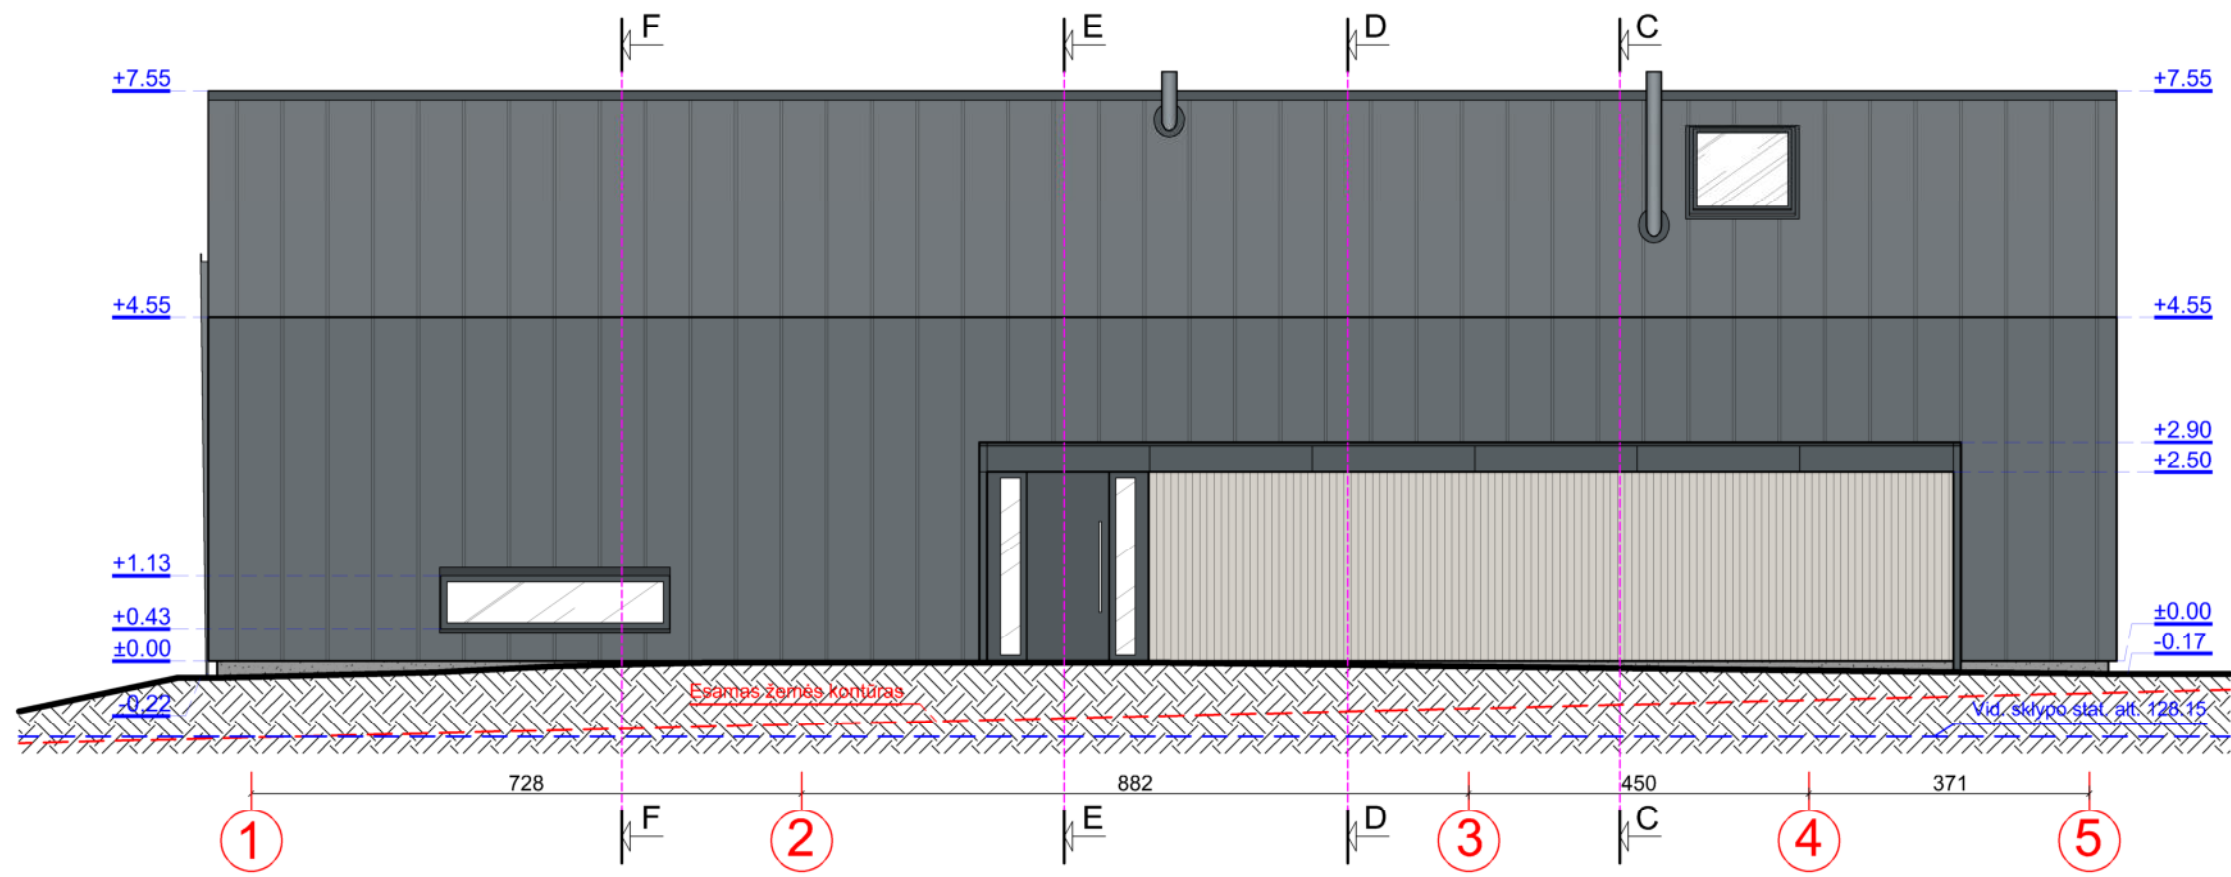 F E D C
+7.55 +7.55
+4.55 +4.55
+2.90
+2.50
+1.13
+0.43 ±0.00
±0.00 -0.17
Esamas žemės kontūras
-0.22 Vid. sklypo stat. alt. 128.15
728 882 450 371
F E D C
1 2 3 4 5